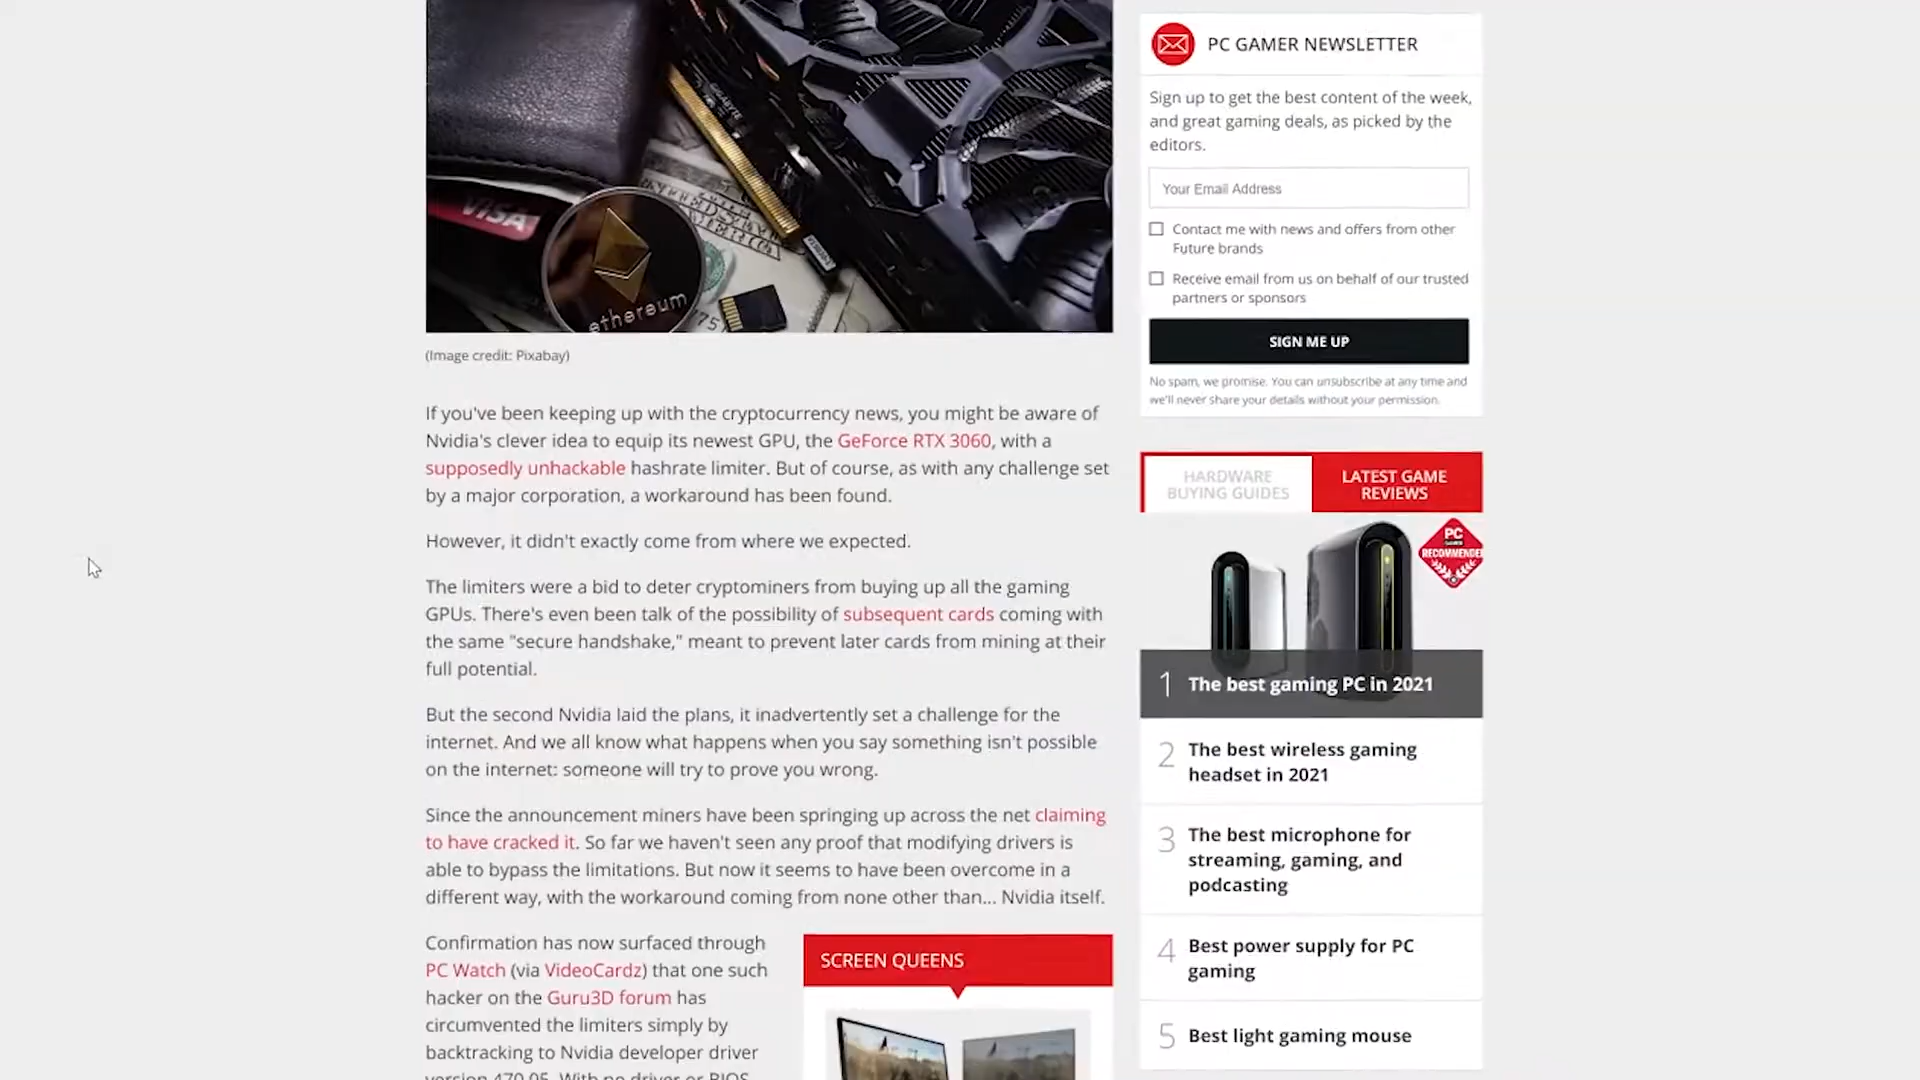 VISA
ethereum
(Image credit: Pixabay)
If you've been keeping up with the cryptocurrency news, you might be aware of
Nvidia's clever idea to equip its newest GPU, the GeForce RTX 3060, with a
supposedly unhackable hashrate limiter. But of course, as with any challenge set
by a major corporation, a workaround has been found.
However, it didn't exactly come from where we expected.
The limiters were a bid to deter cryptominers from buying up all the gaming
GPUs. There's even been talk of the possibility of subsequent cards coming with
the same "secure handshake," meant to prevent later cards from mining at their
full potential.
But the second Nvidia laid the plans, it inadvertently set a challenge for the
internet. And we all know what happens when you say something isn't possible
on the internet: someone will try to prove you wrong.
Since the announcement miners have been springing up across the net claiming
to have cracked it. So far we haven't seen any proof that modifying drivers is
able to bypass the limitations. But now it seems to have been overcome in a
different way, with the workaround coming from none other than... Nvidia itself.
Confirmation has now surfaced through
PC Watch (via VideoCardz) that one such
hacker on the Guru3D forum has
circumvented the limiters simply by
backtracking to Nvidia developer driver
version 470.05. With no driver or BIOS
SCREEN QUEENS
PC GAMER NEWSLETTER
Sign up to get the best content of the week,
and great gaming deals, as picked by the
editors.
Your Email Address
Contact me with news and offers from other
Future brands
Receive email from us on behalf of our trusted
partners or sponsors
SIGN ME UP
No spam, we promise. You can unsubscribe at any time and
we'll never share your details without your permission.
HARDWARE
BUYING GUIDES
LATEST GAME
REVIEWS
PC
GAMER
RECOMMENDED
1 The best gaming PC in 2021
2 The best wireless gaming
headset in 2021
3 The best microphone for
streaming, gaming, and
podcasting
4 Best power supply for PC
gaming
5 Best light gaming mouse